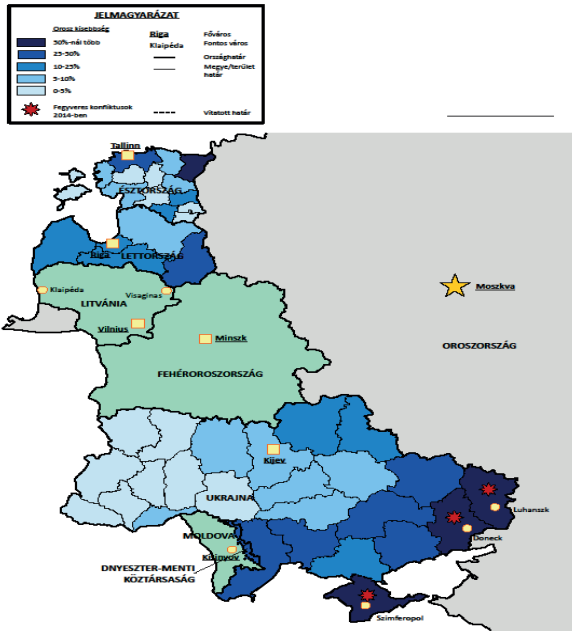 JELMAGYARÁZAT
Orosz kisebbség
50%-nál több
25-50%
10-25%
5-10%
0-5%
Fegyveres konfliktusok
2014-ben
Riga
Klaipéda
Főváros
Fontos város
Országhatár
Megye/terület
határ
Vitatott határ
Tallinn
ÉSZTORSZÁG
Riga
LETTORSZÁG
Klaipéda
Visaginas
LITVÁNIA
Vilnius
Minszk
FEHÉROROSZORSZÁG
Moszkva
OROSZORSZÁG
Kijev
UKRAJNA
Luhanszk
Doneck
MOLDOVA
Kisinyov
DNYESZTER-MENTI
KÖZTÁRSASÁG
Szimferopol